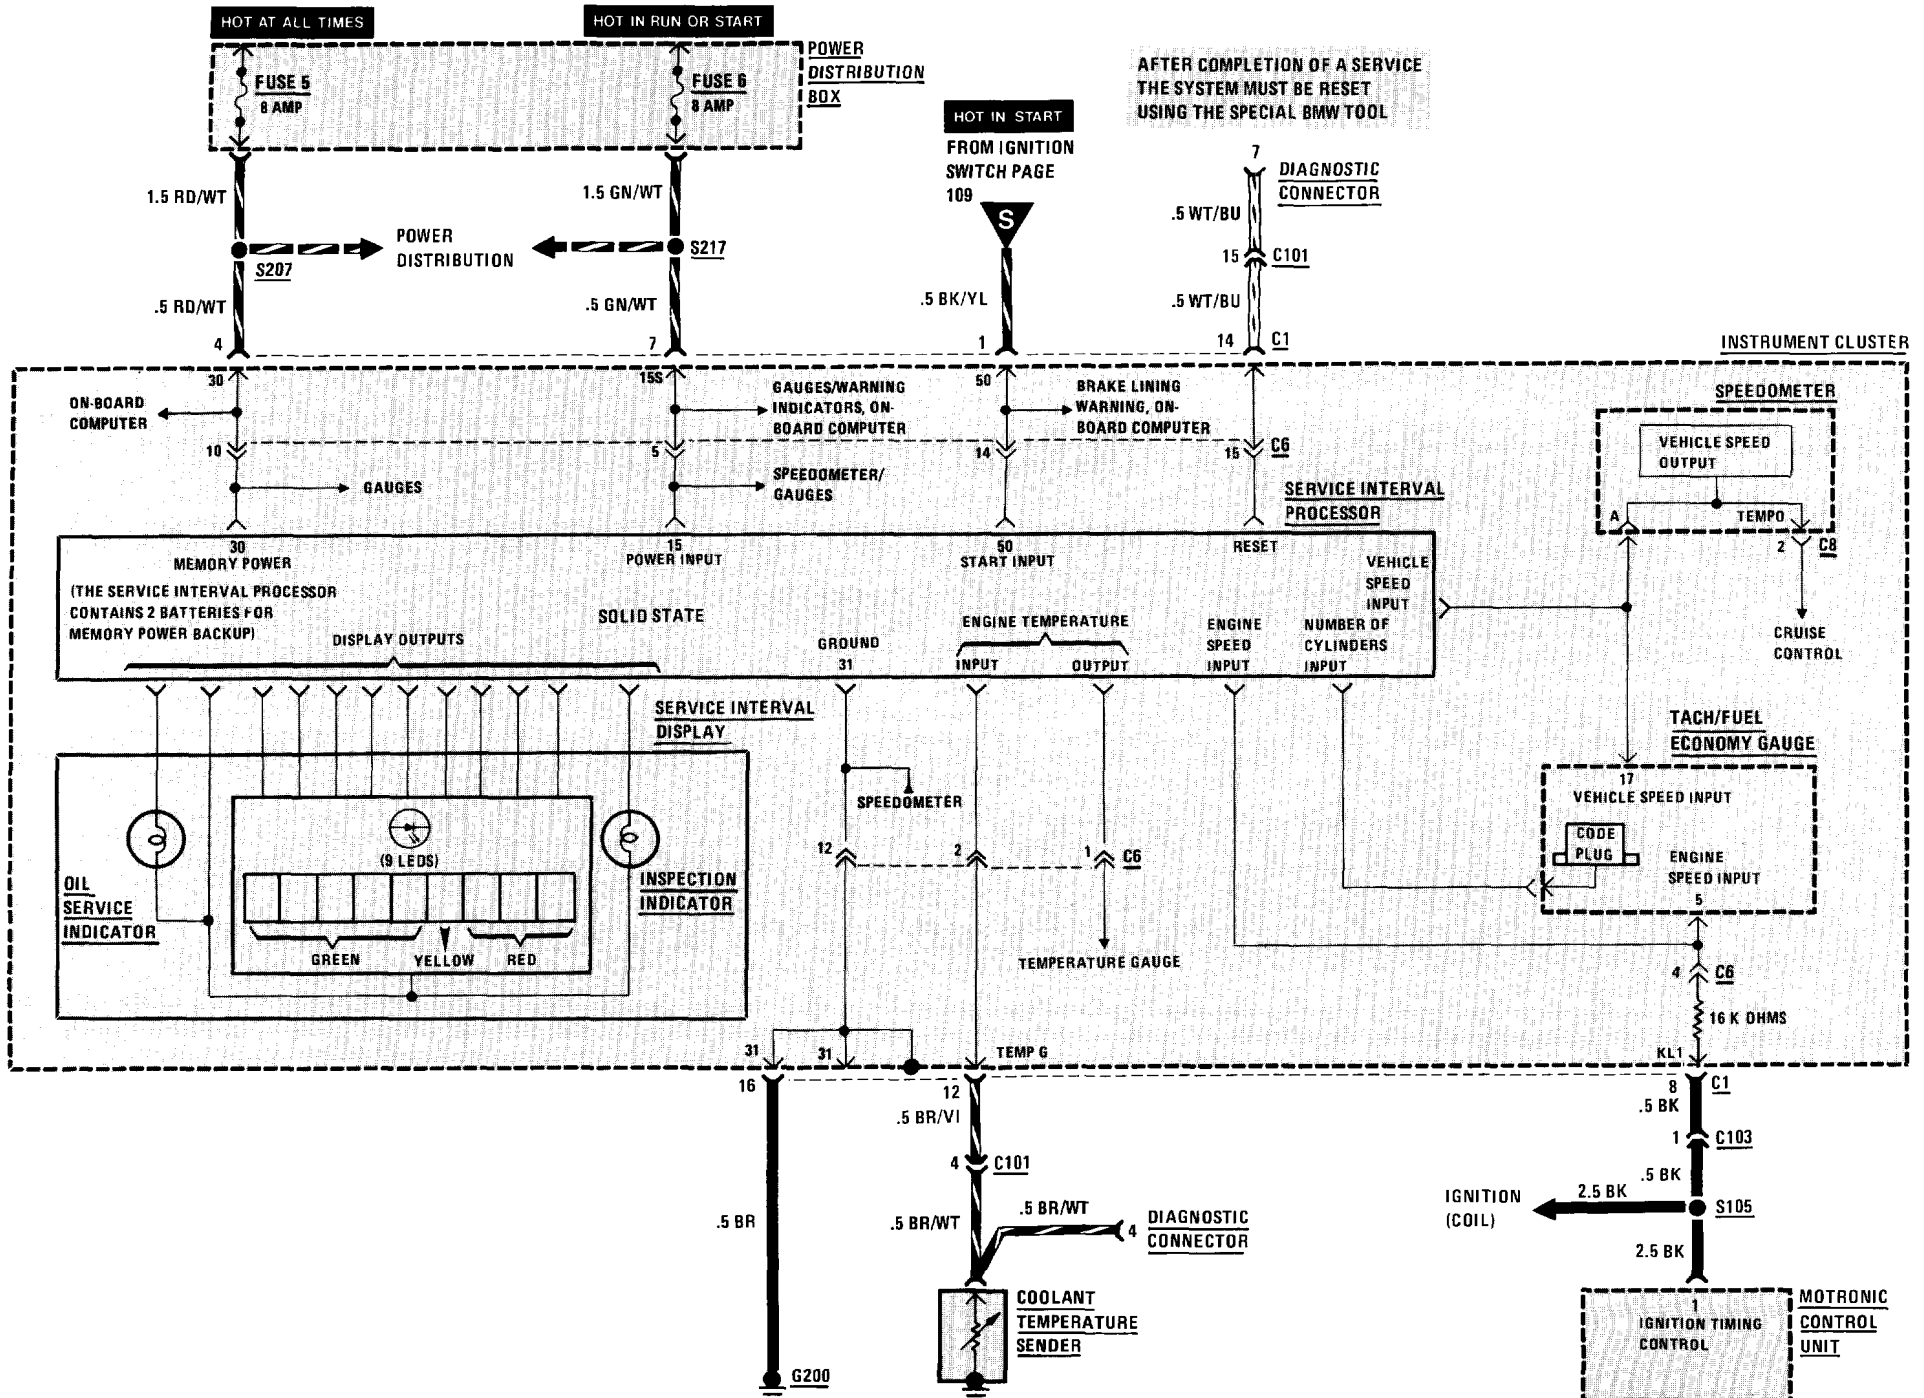 HOT AT ALL TIMES
HOT IN RUN OR START
POWER
DISTRIBUTION
BOX
FUSE 5
8 AMP
FUSE 6
8 AMP
HOT IN START
FROM IGNITION
SWITCH PAGE
109
S
AFTER COMPLETION OF A SERVICE
THE SYSTEM MUST BE RESET
USING THE SPECIAL BMW TOOL
7
DIAGNOSTIC
CONNECTOR
1.5 RD/WT
1.5 GN/WT
.5 WT/BU
POWER
DISTRIBUTION
S207
S217
15
C101
.5 RD/WT
.5 GN/WT
.5 BK/YL
.5 WT/BU
4
7
1
14
C1
INSTRUMENT CLUSTER
30
15S
50
ON-BOARD
COMPUTER
GAUGES/WARNING
INDICATORS, ON-
BOARD COMPUTER
BRAKE LINING
WARNING, ON-
BOARD COMPUTER
SPEEDOMETER
VEHICLE SPEED
OUTPUT
10
5
14
15
C6
GAUGES
SPEEDOMETER/
GAUGES
SERVICE INTERVAL
PROCESSOR
A
TEMPO
2
C8
CRUISE
CONTROL
30
MEMORY POWER
(THE SERVICE INTERVAL PROCESSOR
CONTAINS 2 BATTERIES FOR
MEMORY POWER BACKUP)
15
POWER INPUT
50
START INPUT
RESET
VEHICLE
SPEED
INPUT
SOLID STATE
DISPLAY OUTPUTS
GROUND
31
ENGINE TEMPERATURE
INPUT
OUTPUT
ENGINE
SPEED
INPUT
NUMBER OF
CYLINDERS
INPUT
SERVICE INTERVAL
DISPLAY
TACH/FUEL
ECONOMY GAUGE
17
VEHICLE SPEED INPUT
CODE
PLUG
ENGINE
SPEED INPUT
5
SPEEDOMETER
12
2
1
C6
(9 LEDS)
OIL
SERVICE
INDICATOR
INSPECTION
INDICATOR
GREEN
YELLOW
RED
TEMPERATURE GAUGE
4
C6
16 K OHMS
31
31
TEMP G
KL1
16
12
8
C1
.5 BR/VI
.5 BK
4
C101
1
C103
.5 BK
.5 BR
.5 BR/WT
.5 BR/WT
4
DIAGNOSTIC
CONNECTOR
IGNITION
(COIL)
2.5 BK
S105
2.5 BK
COOLANT
TEMPERATURE
SENDER
G200
1
IGNITION TIMING
CONTROL
MOTRONIC
CONTROL
UNIT